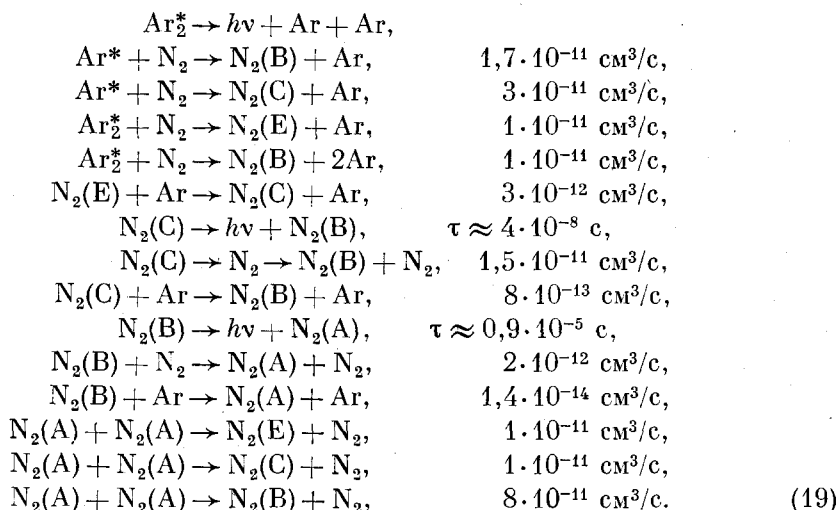 Ar₂* → hν + Ar + Ar,
Ar* + N₂ → N₂(B) + Ar, 1,7·10⁻¹¹ см³/с,
Ar* + N₂ → N₂(C) + Ar, 3·10⁻¹¹ см³/с,
Ar₂* + N₂ → N₂(E) + Ar, 1·10⁻¹¹ см³/с,
Ar₂* + N₂ → N₂(B) + 2Ar, 1·10⁻¹¹ см³/с,
N₂(E) + Ar → N₂(C) + Ar, 3·10⁻¹² см³/с,
N₂(C) → hν + N₂(B), τ ≈ 4·10⁻⁸ с,
N₂(C) → N₂ → N₂(B) + N₂, 1,5·10⁻¹¹ см³/с,
N₂(C) + Ar → N₂(B) + Ar, 8·10⁻¹³ см³/с,
N₂(B) → hν + N₂(A), τ ≈ 0,9·10⁻⁵ с,
N₂(B) + N₂ → N₂(A) + N₂, 2·10⁻¹² см³/с,
N₂(B) + Ar → N₂(A) + Ar, 1,4·10⁻¹⁴ см³/с,
N₂(A) + N₂(A) → N₂(E) + N₂, 1·10⁻¹¹ см³/с,
N₂(A) + N₂(A) → N₂(C) + N₂, 1·10⁻¹¹ см³/с,
N₂(A) + N₂(A) → N₂(B) + N₂, 8·10⁻¹¹ см³/с. (19)